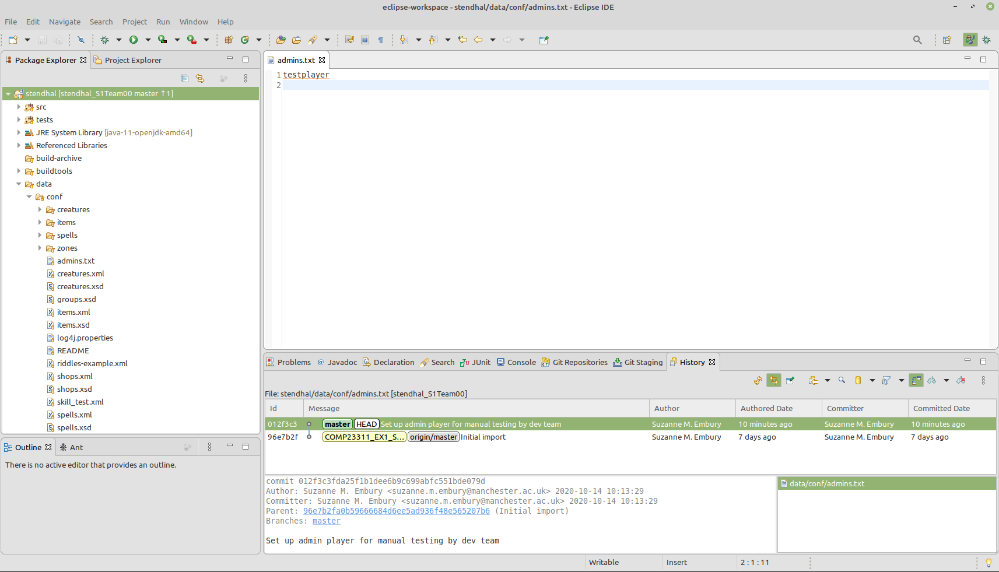 eclipse-workspace - stendhal/data/conf/admins.txt - Eclipse IDE
File Edit Navigate Search Project Run Window Help
Package Explorer
Project Explorer
stendhal [stendhal_S1Team00 master ↑1]
src
tests
JRE System Library [java-11-openjdk-amd64]
Referenced Libraries
build-archive
buildtools
data
conf
creatures
items
spells
zones
admins.txt
creatures.xml
creatures.xsd
groups.xsd
items.xml
items.xsd
log4j.properties
README
riddles-example.xml
shops.xml
shops.xsd
skill_test.xml
spells.xml
spells.xsd
Outline
Ant
There is no active editor that provides an outline.
admins.txt
1 testplayer
2
Problems @ Javadoc Declaration Search JUnit Console Git Repositories Git Staging History
File: stendhal/data/conf/admins.txt [stendhal_S1Team00]
Id Message Author Authored Date Committer Committed Date
012f3c3 master HEAD Set up admin player for manual testing by dev team Suzanne M. Embury 10 minutes ago Suzanne M. Embury 10 minutes ago
96e7b2f COMP23311_EX1_S... origin/master Initial import Suzanne M. Embury 7 days ago Suzanne M. Embury 7 days ago
commit 012f3c3fda25f1b1dee6b9c699abfc551bde079d
Author: Suzanne M. Embury <suzanne.m.embury@manchester.ac.uk> 2020-10-14 10:13:29
Committer: Suzanne M. Embury <suzanne.m.embury@manchester.ac.uk> 2020-10-14 10:13:29
Parent: 96e7b2fa0b59666684d6ee5ad936f48e565207b6 (Initial import)
Branches: master
Set up admin player for manual testing by dev team
data/conf/admins.txt
Writable Insert 2 : 1 : 11